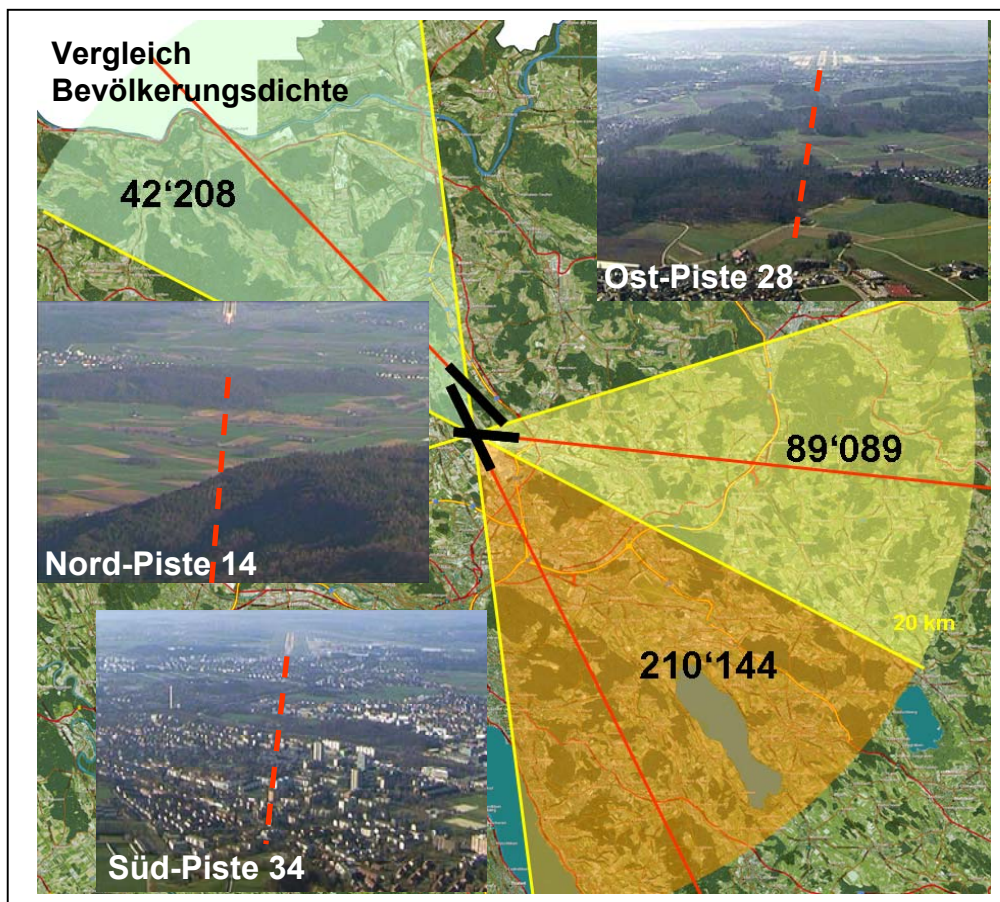 Vergleich
Bevölkerungsdichte
42‘208
Ost-Piste 28
89‘089
Nord-Piste 14
20 km
210‘144
Süd-Piste 34